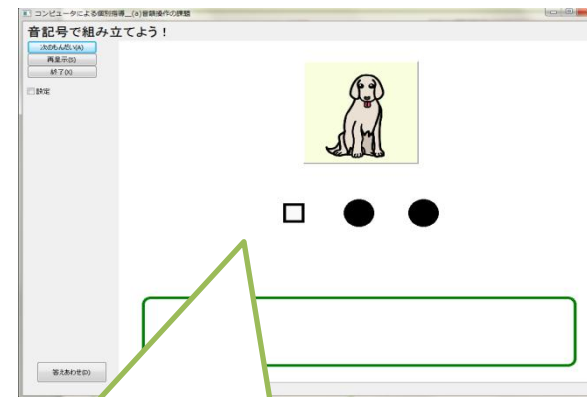 コンピュータによる個別指導__(a)音韻操作の課題
音記号で組み立てよう！
次のもんだい(A)
再呈示(S)
終了(X)
設定
答えあわせ(D)